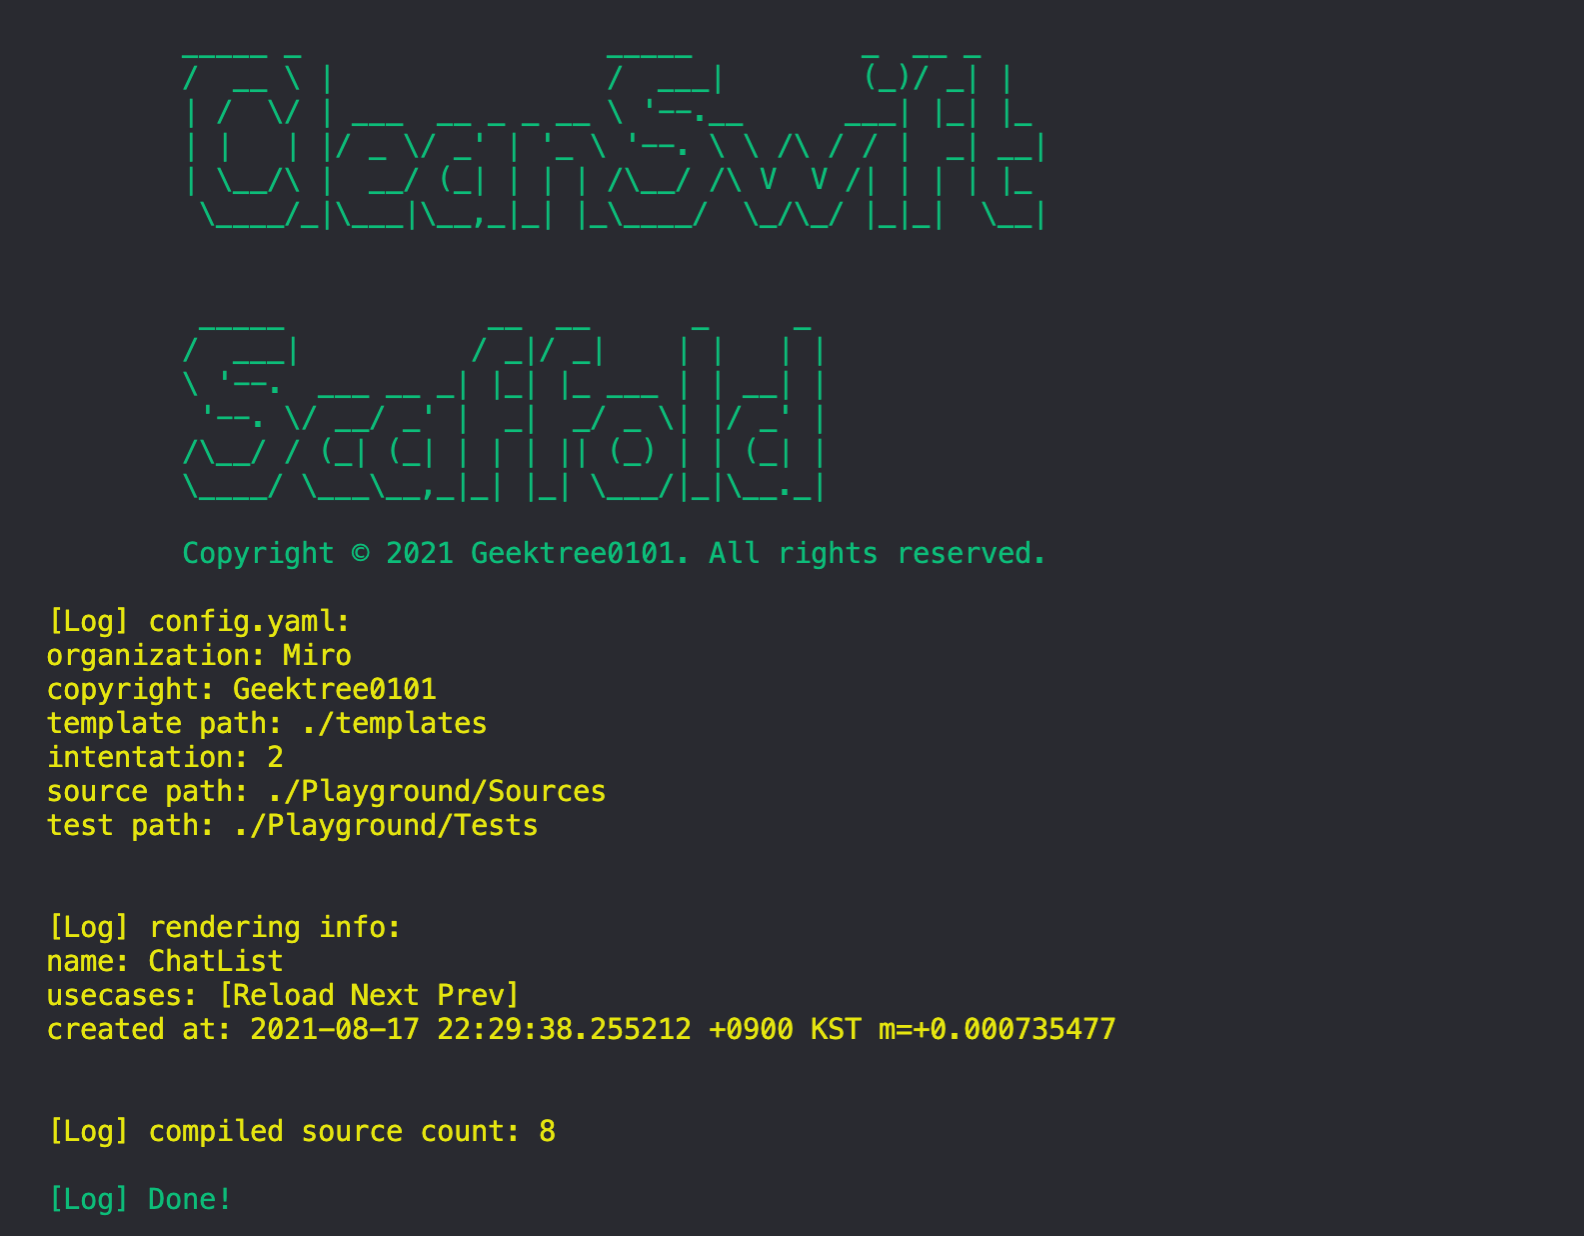 CleanSwift
Scaffold
Copyright © 2021 Geektree0101. All rights reserved.
[Log] config.yaml:
organization: Miro
copyright: Geektree0101
template path: ./templates
intentation: 2
source path: ./Playground/Sources
test path: ./Playground/Tests
[Log] rendering info:
name: ChatList
usecases: [Reload Next Prev]
created at: 2021-08-17 22:29:38.255212 +0900 KST m=+0.000735477
[Log] compiled source count: 8
[Log] Done!